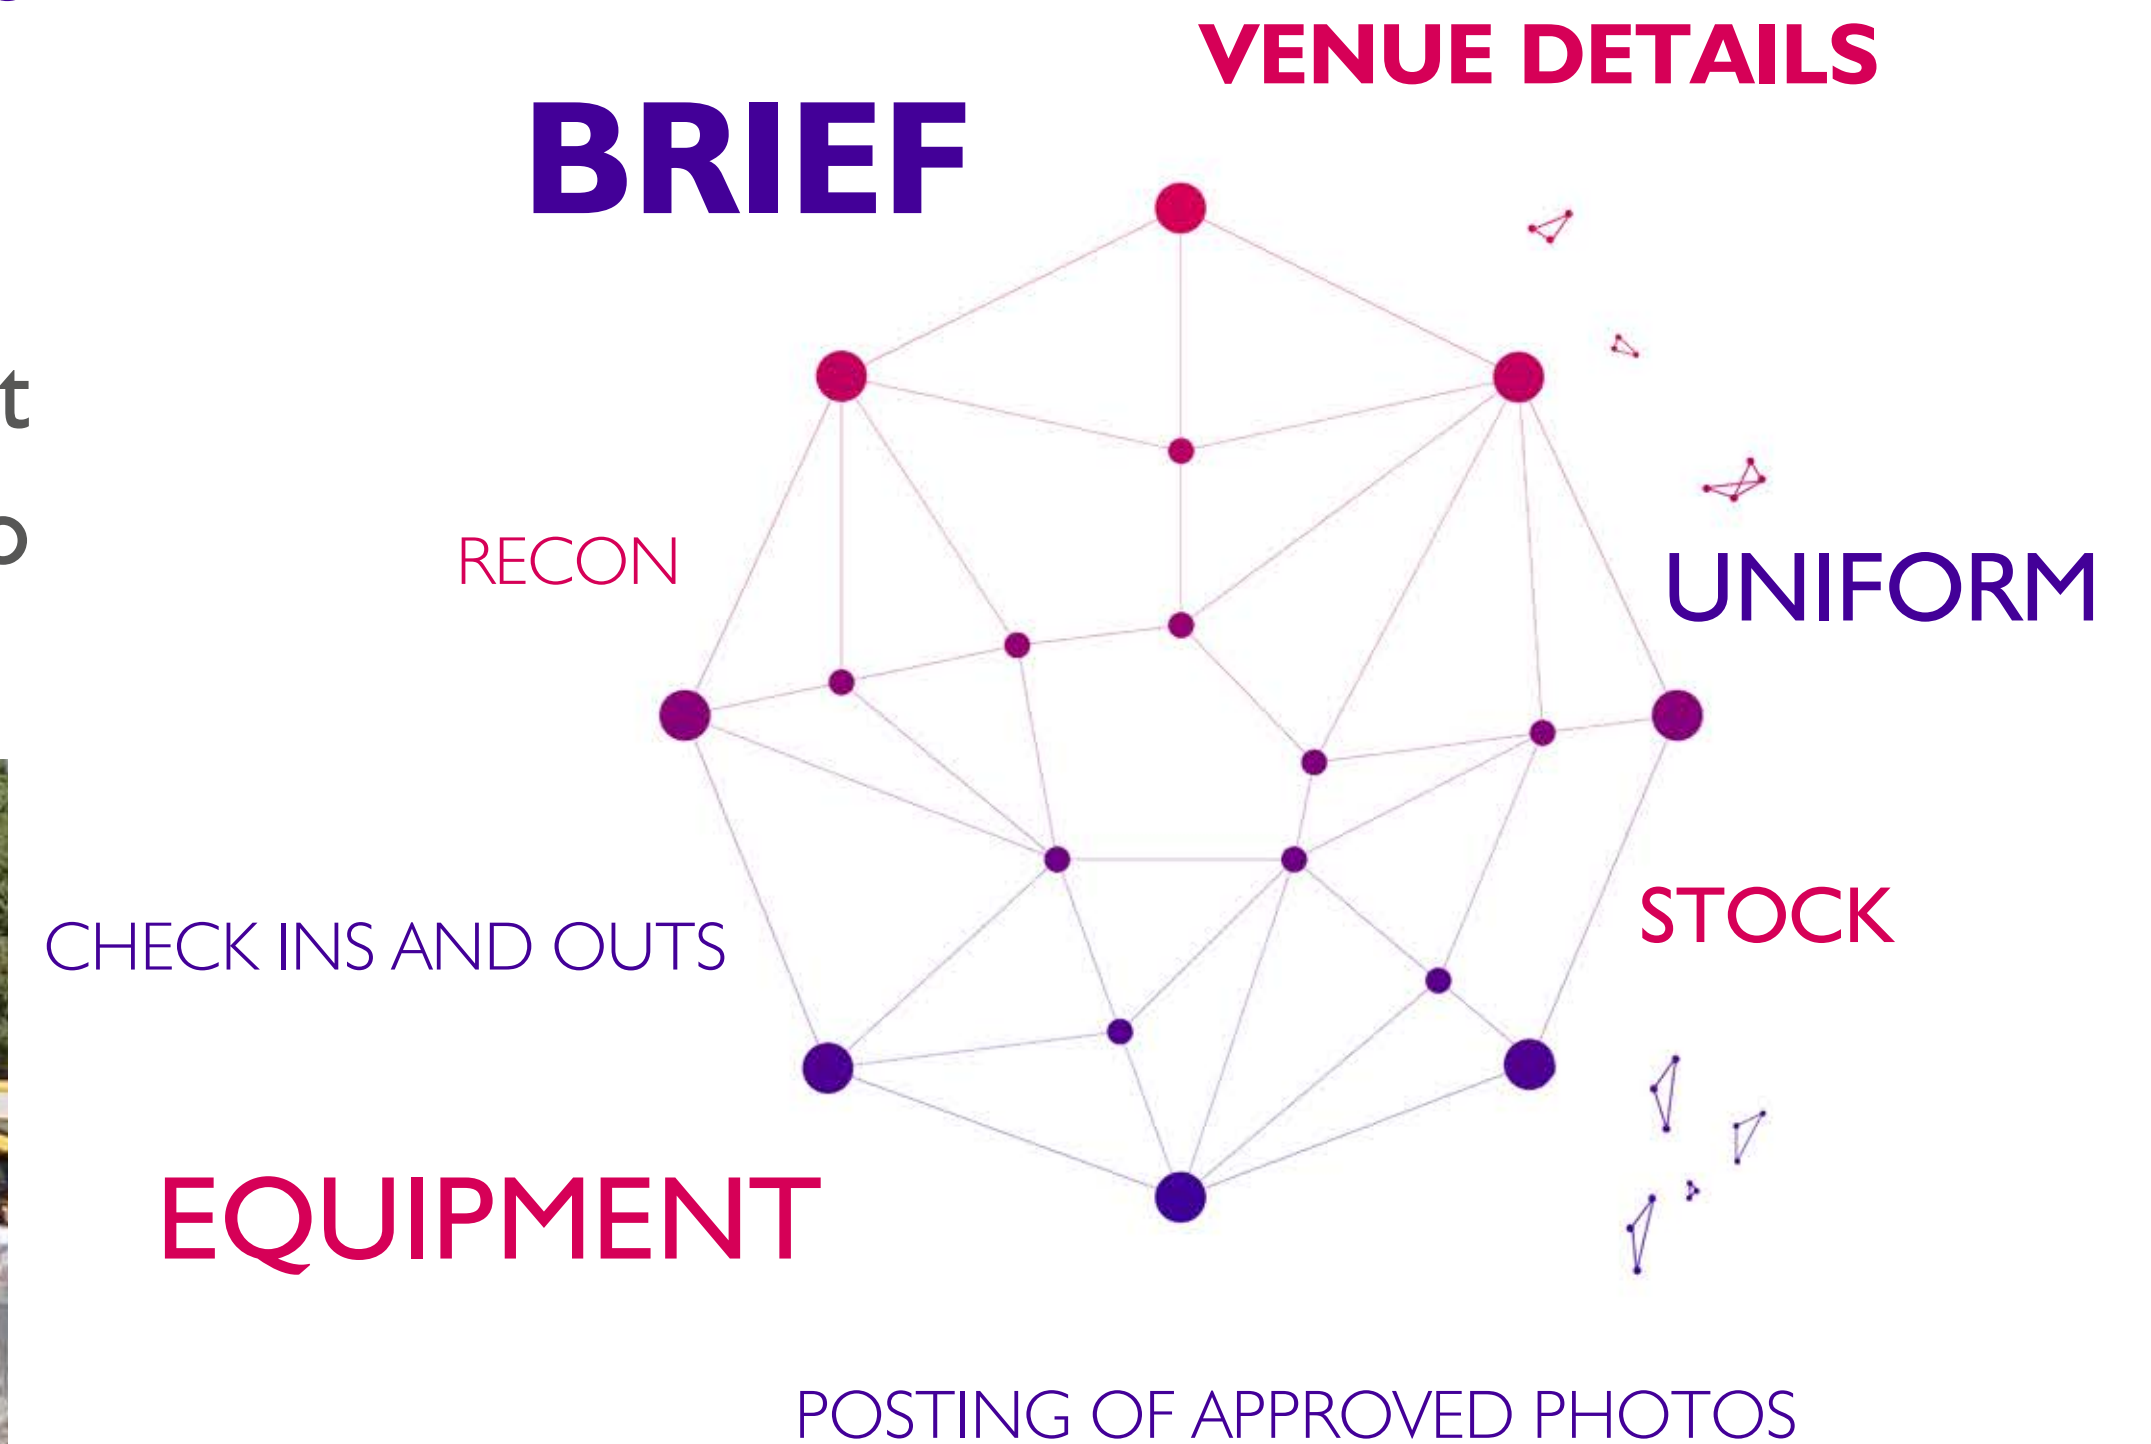 VENUE DETAILS
BRIEF
t
RECON
o
UNIFORM
STOCK
CHECK INS AND OUTS
EQUIPMENT
POSTING OF APPROVED PHOTOS